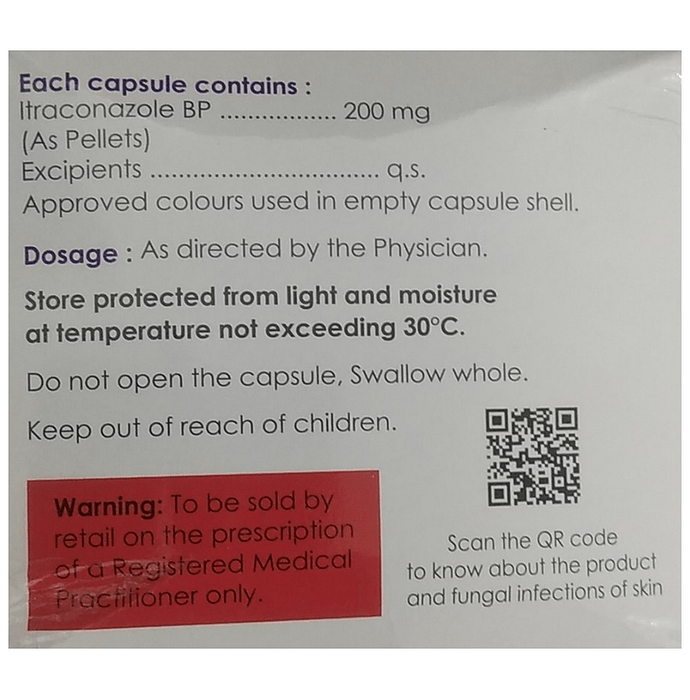 Each capsule contains :
Itraconazole BP ................. 200 mg
(As Pellets)
Excipients ................................. q.s.
Approved colours used in empty capsule shell.
Dosage : As directed by the Physician.
Store protected from light and moisture
at temperature not exceeding 30°C.
Do not open the capsule, Swallow whole.
Keep out of reach of children.
Warning: To be sold by
retail on the prescription
of a Registered Medical
Practitioner only.
Scan the QR code
to know about the product
and fungal infections of skin